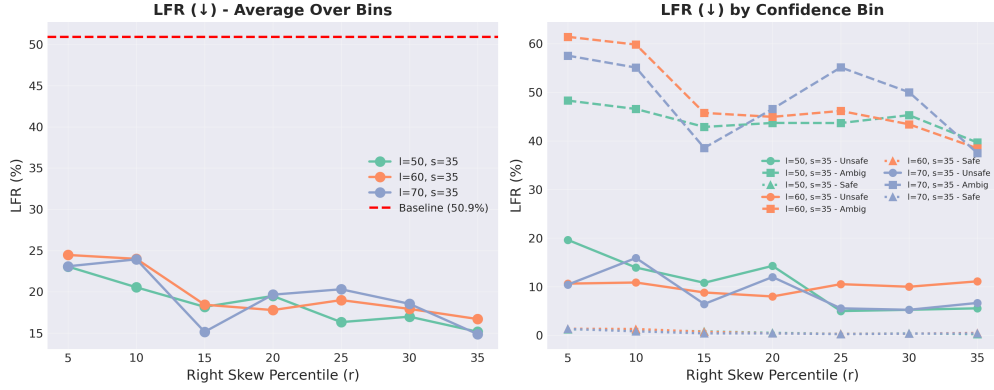 LFR (↓) - Average Over Bins
LFR (%)
50
45
40
35
30
25
20
15
5 10 15 20 25 30 35
Right Skew Percentile (r)
l=50, s=35
l=60, s=35
l=70, s=35
Baseline (50.9%)
LFR (↓) by Confidence Bin
LFR (%)
60
50
40
30
20
10
0
5 10 15 20 25 30 35
Right Skew Percentile (r)
l=50, s=35 - Unsafe
l=50, s=35 - Ambig
l=50, s=35 - Safe
l=60, s=35 - Unsafe
l=60, s=35 - Ambig
l=60, s=35 - Safe
l=70, s=35 - Unsafe
l=70, s=35 - Ambig
l=70, s=35 - Safe